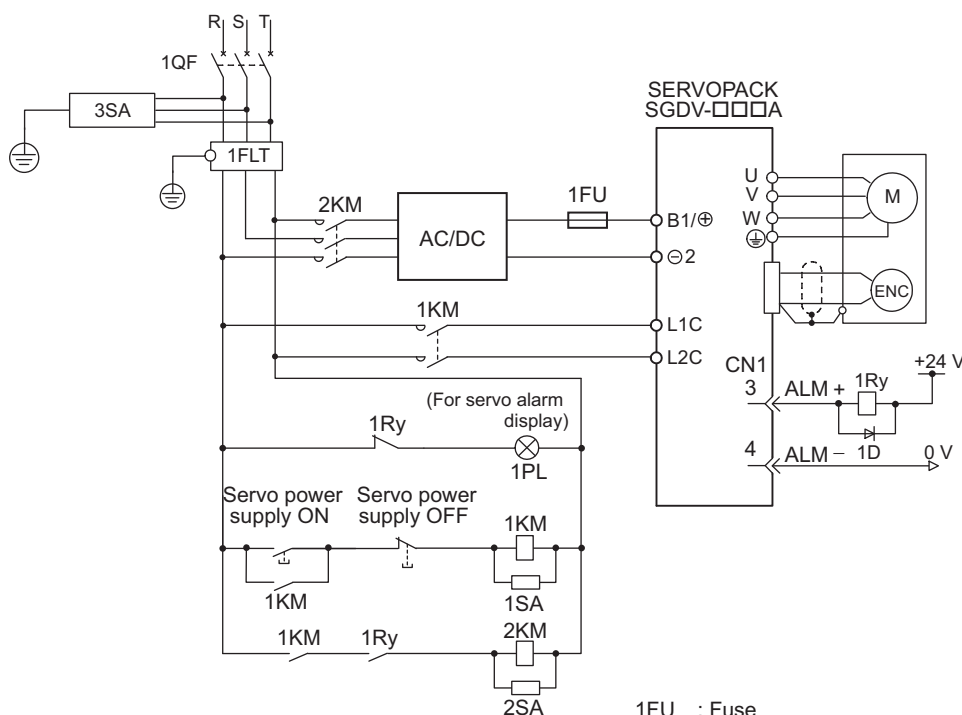 R S T
1QF
3SA
1FLT
SERVOPACK
SGDV-□□□A
2KM
AC/DC
1FU
B1/⊕
⊖2
U
V
W
M
ENC
1KM
L1C
L2C
CN1
3
ALM +
1Ry
+24 V
1D
4
ALM −
0 V
(For servo alarm
display)
1Ry
1PL
Servo power
supply ON
Servo power
supply OFF
1KM
1KM
1SA
1KM
1Ry
2KM
2SA
1FU : Fuse